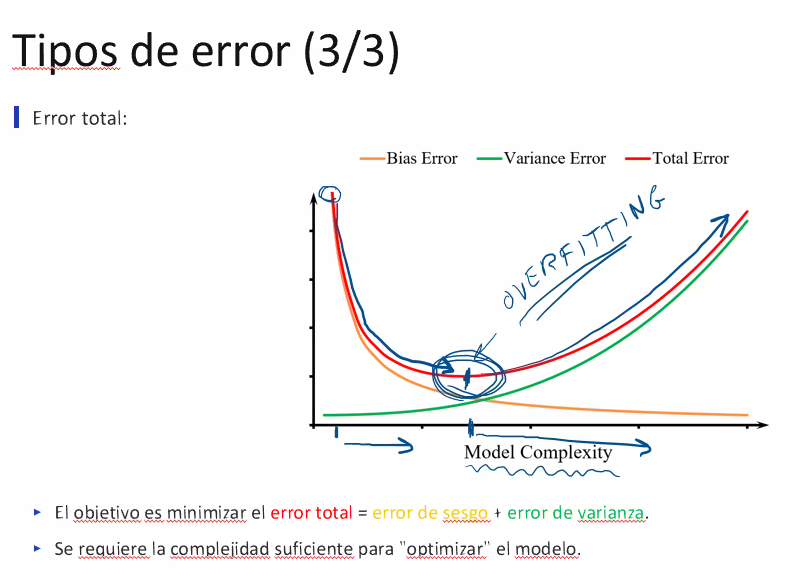 Tipos de error (3/3)
Error total:
Bias Error Variance Error Total Error
OVERFITTING
Model Complexity
El objetivo es minimizar el error total = error de sesgo + error de varianza.
Se requiere la complejidad suficiente para "optimizar" el modelo.